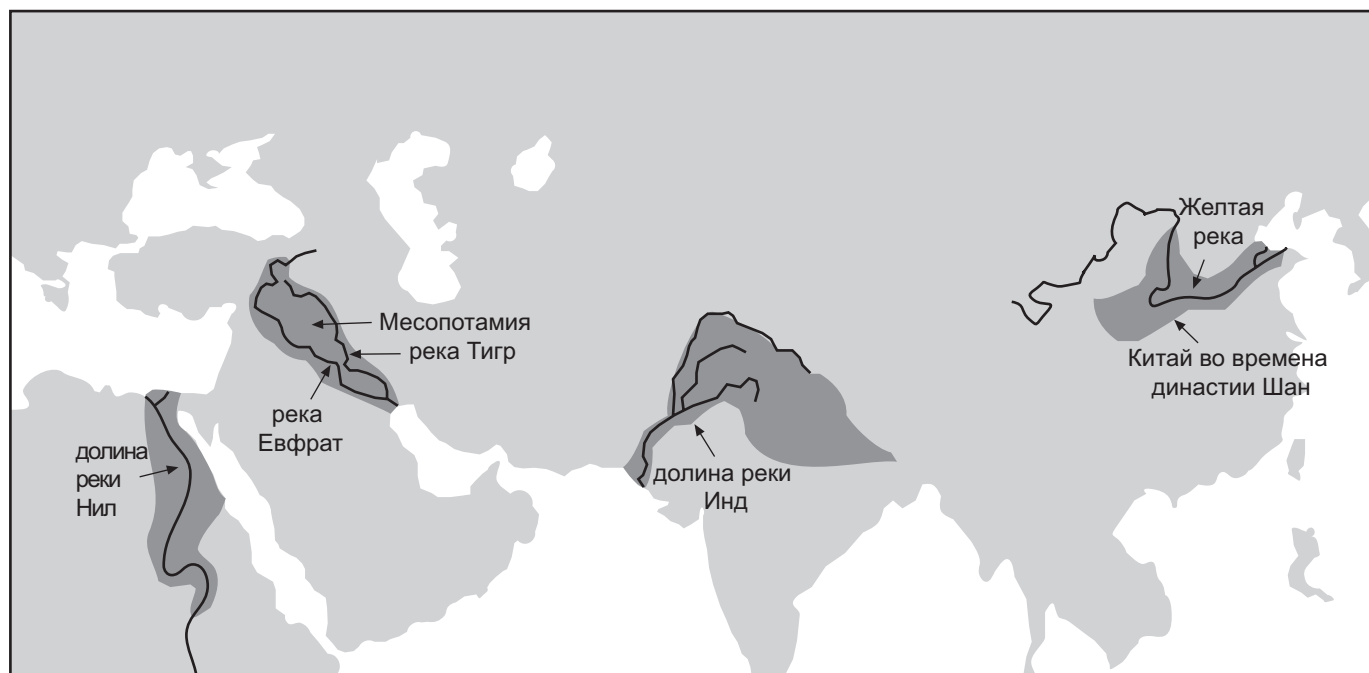 Желтая
река
Месопотамия
река Тигр
Китай во времена
династии Шан
река
Евфрат
долина
реки
Нил
долина реки
Инд